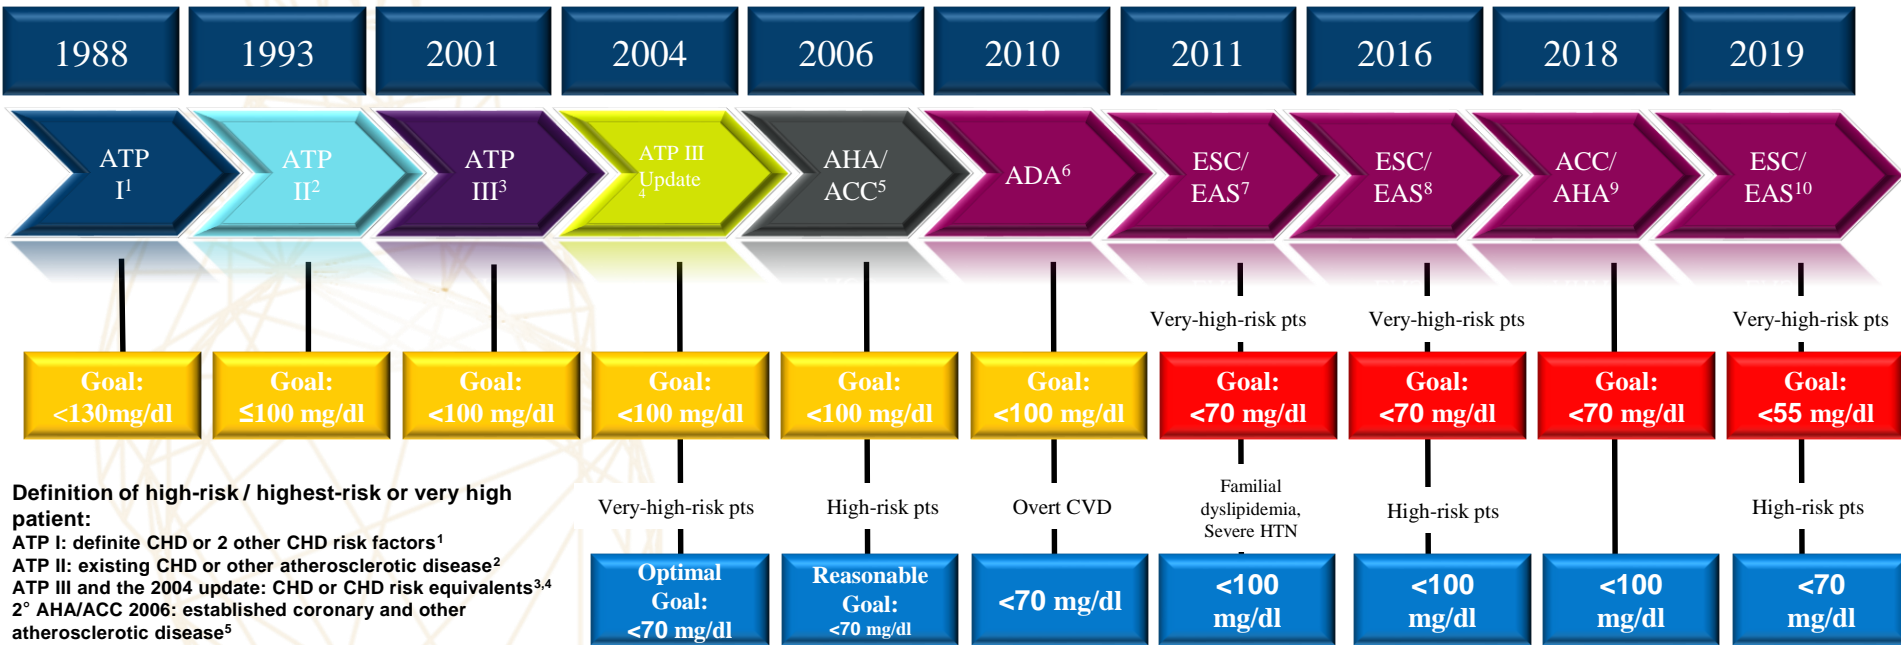 1988
1993
2001
2004
2006
2010
2011
2016
2018
2019
ATP
I¹
ATP
II²
ATP
III³
ATP III
Update
4
AHA/
ACC⁵
ADA⁶
ESC/
EAS⁷
ESC/
EAS⁸
ACC/
AHA⁹
ESC/
EAS¹⁰
Very-high-risk pts
Very-high-risk pts
Very-high-risk pts
Goal:
<130mg/dl
Goal:
≤100 mg/dl
Goal:
<100 mg/dl
Goal:
<100 mg/dl
Goal:
<100 mg/dl
Goal:
<100 mg/dl
Goal:
<70 mg/dl
Goal:
<70 mg/dl
Goal:
<70 mg/dl
Goal:
<55 mg/dl
Very-high-risk pts
High-risk pts
Overt CVD
Familial
dyslipidemia,
Severe HTN
High-risk pts
High-risk pts
Optimal
Goal:
<70 mg/dl
Reasonable
Goal:
<70 mg/dl
<70 mg/dl
<100
mg/dl
<100
mg/dl
<100
mg/dl
<70
mg/dl
Definition of high-risk / highest-risk or very high
patient:
ATP I: definite CHD or 2 other CHD risk factors¹
ATP II: existing CHD or other atherosclerotic disease²
ATP III and the 2004 update: CHD or CHD risk equivalents³,⁴
2° AHA/ACC 2006: established coronary and other
atherosclerotic disease⁵